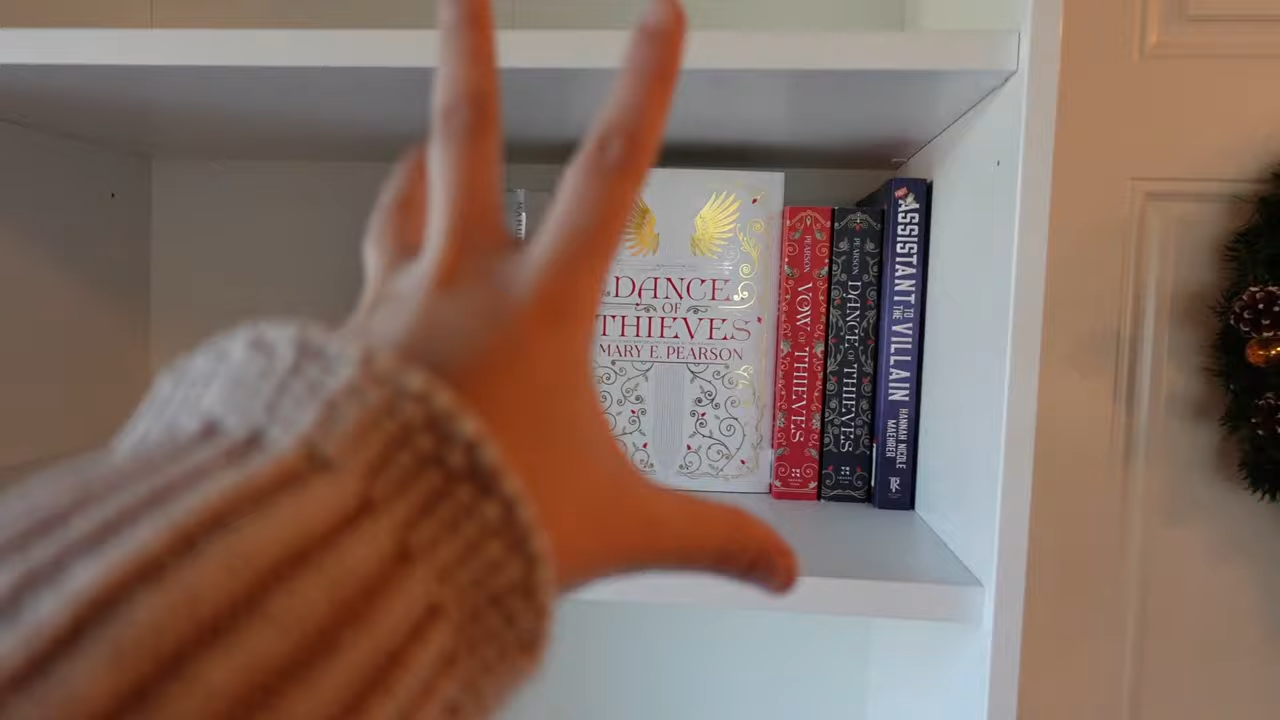 DANCE
OF
THIEVES
MARY E. PEARSON
PEARSON VOW OF THIEVES
PEARSON DANCE OF THIEVES
ASSISTANT TO THE VILLAIN
HANNAH NICOLE
MAEHRER